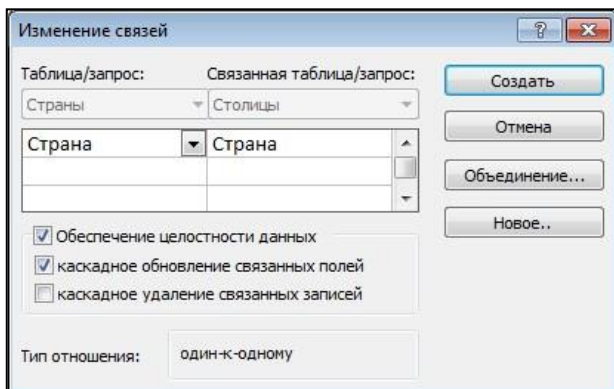 Изменение связей
Таблица/запрос: Связанная таблица/запрос:
Страны Столицы
Страна Страна
Обеспечение целостности данных
каскадное обновление связанных полей
каскадное удаление связанных записей
Тип отношения: один-к-одному
Создать
Отмена
Объединение...
Новое..